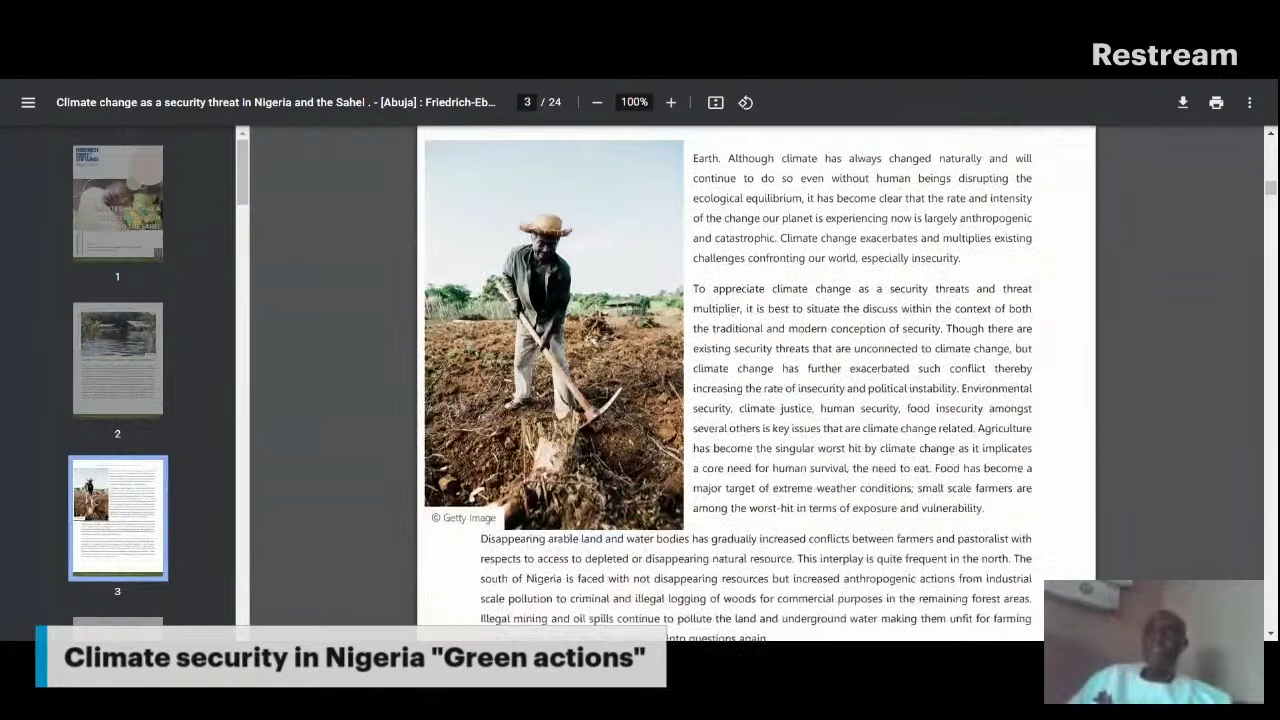 Restream
Climate change as a security threat in Nigeria and the Sahel . - [Abuja] : Friedrich-Eb...
3 / 24
100%
1
2
3
Earth. Although climate has always changed naturally and will
continue to do so even without human beings disrupting the
ecological equilibrium, it has become clear that the rate and intensity
of the change our planet is experiencing now is largely anthropogenic
and catastrophic. Climate change exacerbates and multiplies existing
challenges confronting our world, especially insecurity.
To appreciate climate change as a security threats and threat
multiplier, it is best to situate the discuss within the context of both
the traditional and modern conception of security. Though there are
existing security threats that are unconnected to climate change, but
climate change has further exacerbated such conflict thereby
increasing the rate of insecurity and political instability. Environmental
security, climate justice, human security, food insecurity amongst
several others is key issues that are climate change related. Agriculture
has become the singular worst hit by climate change as it implicates
a core need for human survival, the need to eat. Food has become a
major target of extreme weather conditions; small scale farmers are
among the worst-hit in terms of exposure and vulnerability.
© Getty Image
Disappearing arable land and water bodies has gradually increased conflicts between farmers and pastoralist with
respects to access to depleted or disappearing natural resource. This interplay is quite frequent in the north. The
south of Nigeria is faced with not disappearing resources but increased anthropogenic actions from industrial
scale pollution to criminal and illegal logging of woods for commercial purposes in the remaining forest areas.
Illegal mining and oil spills continue to pollute the land and underground water making them unfit for farming
into questions again.
Climate security in Nigeria "Green actions"